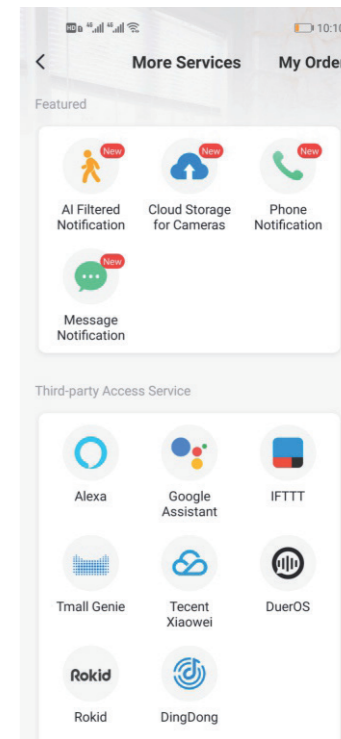 10:10
More Services
My Orde
Featured
New
New
New
AI Filtered
Notification
Cloud Storage
for Cameras
Phone
Notification
New
Message
Notification
Third-party Access Service
Alexa
Google
Assistant
IFTTT
Tmall Genie
Tecent
Xiaowei
DuerOS
Rokid
Rokid
DingDong